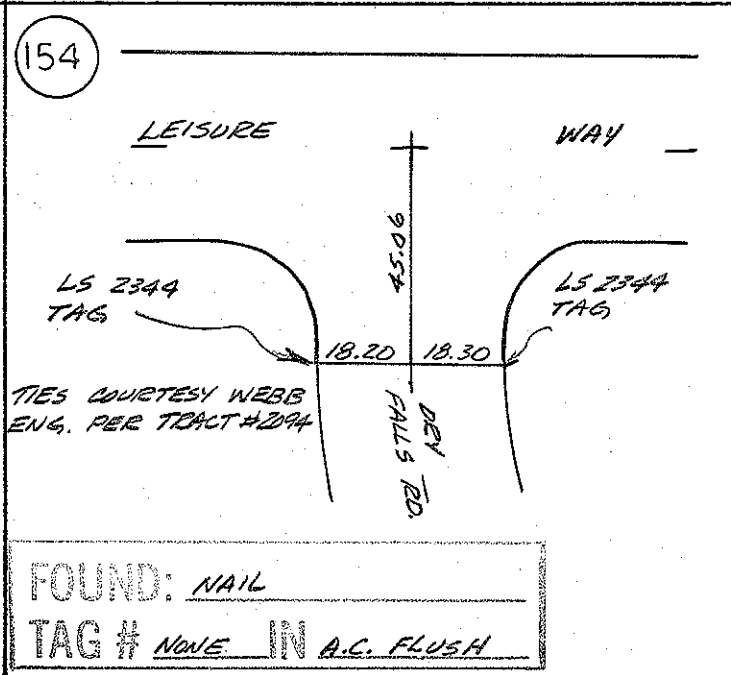 154
LEISURE WAY
45.06
LS 2344
TAG
LS 2344
TAG
18.20 18.30
TIES COURTESY WEBB
ENG. PER TRACT #2094
DRY
FALLS RD.
FOUND: NAIL
TAG # NONE IN A.C. FLUSH